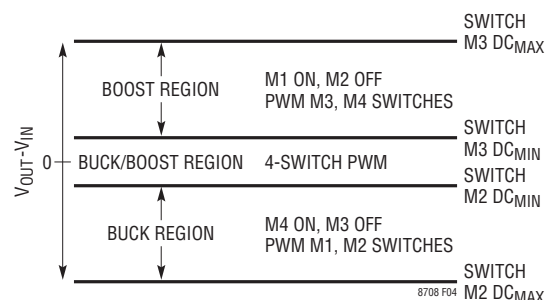 SWITCH
M3 DCMAX
BOOST REGION
M1 ON, M2 OFF
PWM M3, M4 SWITCHES
SWITCH
M3 DCMIN
VOUT-VIN
0
BUCK/BOOST REGION
4-SWITCH PWM
SWITCH
M2 DCMIN
BUCK REGION
M4 ON, M3 OFF
PWM M1, M2 SWITCHES
8708 F04
SWITCH
M2 DCMAX